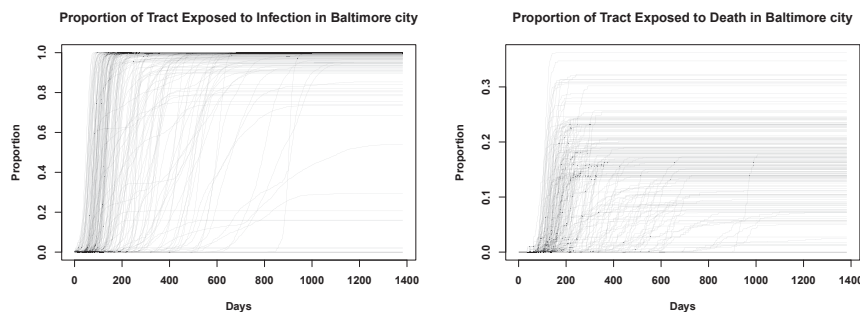 Proportion of Tract Exposed to Infection in Baltimore city
Proportion
1.0
0.8
0.6
0.4
0.2
0.0
0 200 400 600 800 1000 1200 1400
Days
Proportion of Tract Exposed to Death in Baltimore city
Proportion
0.3
0.2
0.1
0.0
0 200 400 600 800 1000 1200 1400
Days